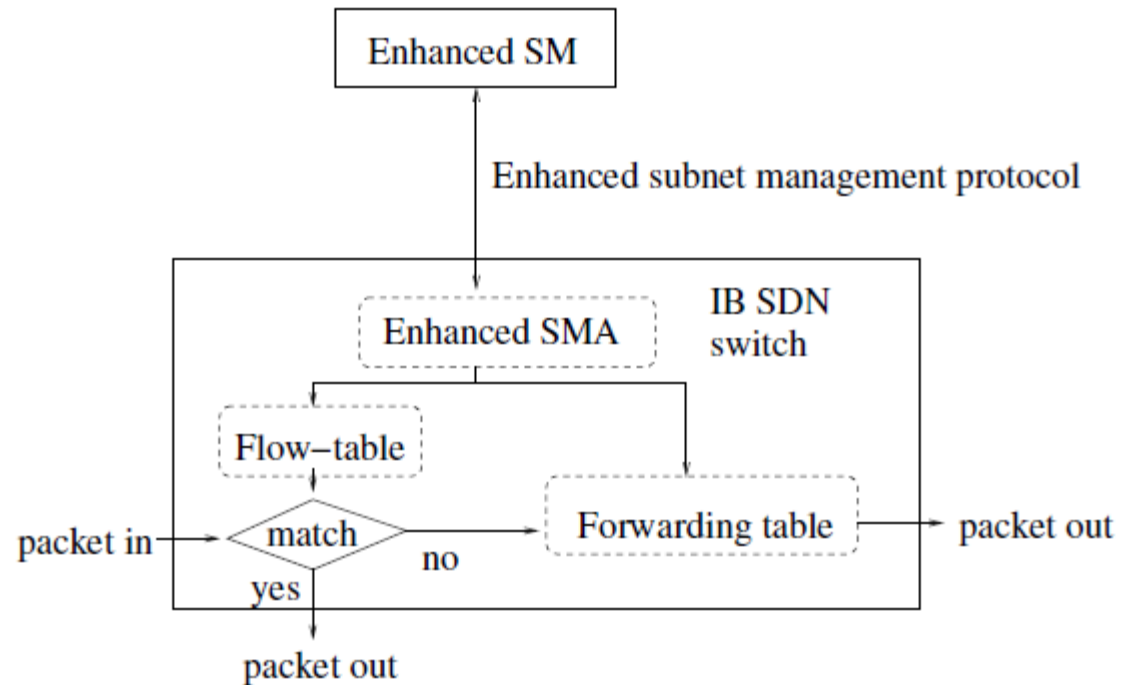 Enhanced SM
Enhanced subnet management protocol
IB SDN
switch
Enhanced SMA
Flow−table
packet in
match
no
yes
Forwarding table
packet out
packet out